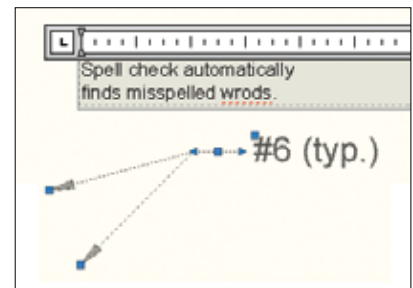 Spell check automatically
finds misspelled wrods.
#6 (typ.)